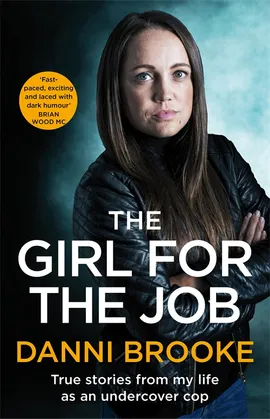 'Fast-
paced, exciting
and laced with
dark humour'
BRIAN
WOOD MC
THE
GIRL FOR
THE JOB
DANNI BROOKE
True stories from my life
as an undercover cop